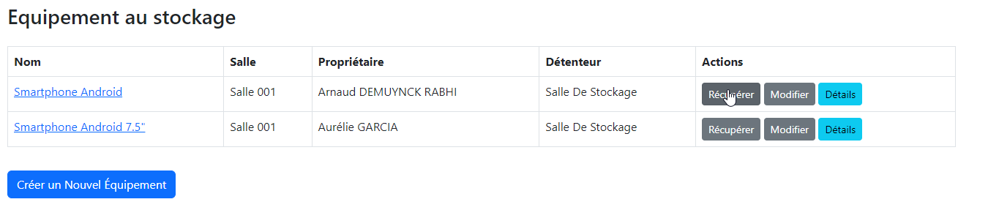 Equipement au stockage
Nom Salle Propriétaire Détenteur Actions
Smartphone Android Salle 001 Arnaud DEMUYNCK RABHI Salle De Stockage Récupérer Modifier Détails
Smartphone Android 7.5" Salle 001 Aurélie GARCIA Salle De Stockage Récupérer Modifier Détails
Créer un Nouvel Équipement